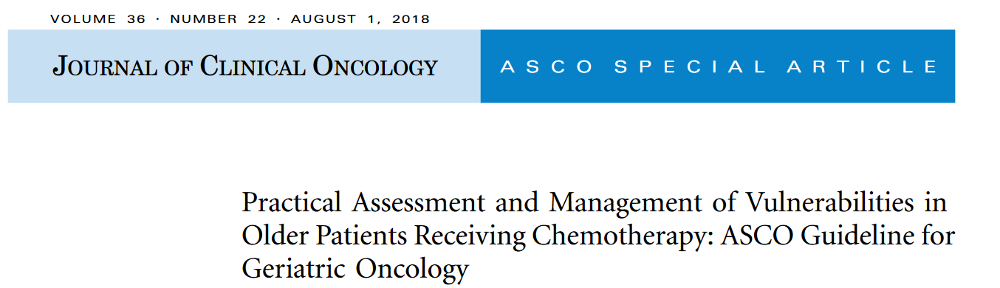 VOLUME 36 · NUMBER 22 · AUGUST 1, 2018
JOURNAL OF CLINICAL ONCOLOGY
ASCO SPECIAL ARTICLE
Practical Assessment and Management of Vulnerabilities in
Older Patients Receiving Chemotherapy: ASCO Guideline for
Geriatric Oncology